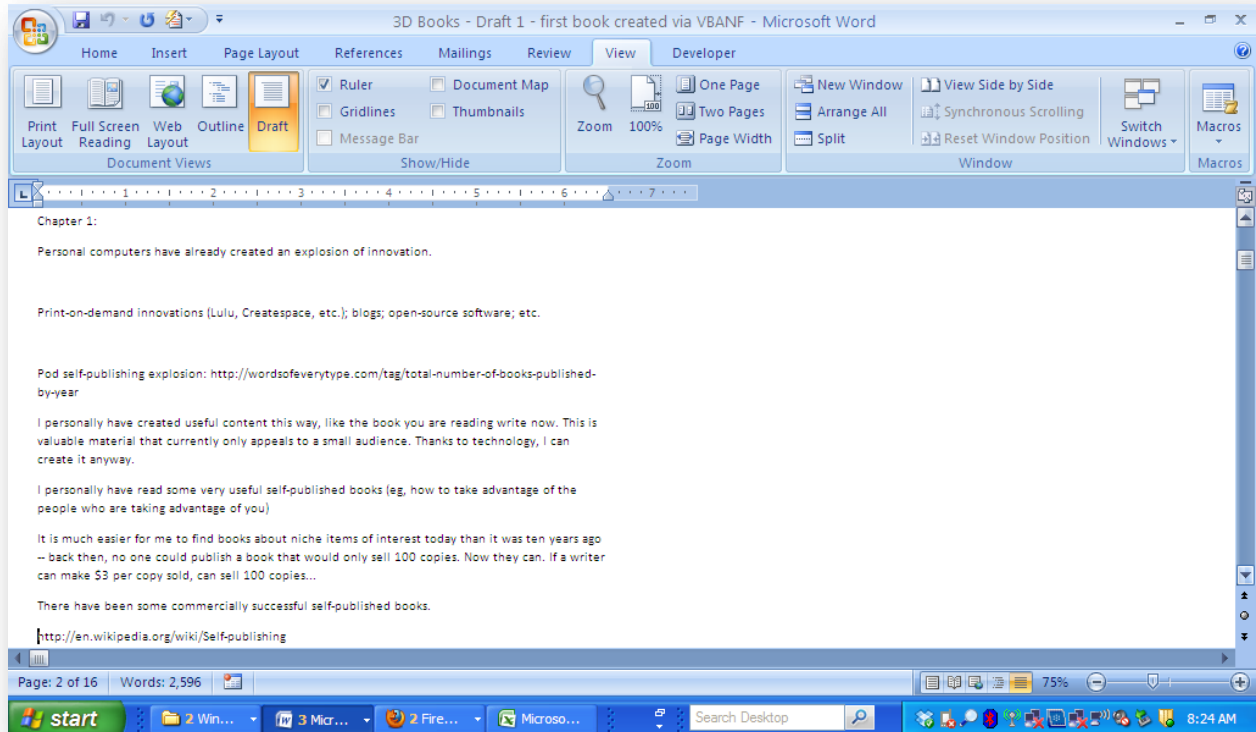 3D Books - Draft 1 - first book created via VBANF - Microsoft Word
Home Insert Page Layout References Mailings Review View Developer
Ruler Document Map One Page New Window View Side by Side
Gridlines Thumbnails Two Pages Arrange All Synchronous Scrolling
Print Layout Full Screen Reading Web Layout Outline Draft Message Bar Zoom 100% Page Width Split Reset Window Position Switch Windows Macros
Document Views Show/Hide Zoom Window Macros
1 2 3 4 5 6 7
Chapter 1:
Personal computers have already created an explosion of innovation.
Print-on-demand innovations (Lulu, Createspace, etc.); blogs; open-source software; etc.
Pod self-publishing explosion: http://wordsofeverytype.com/tag/total-number-of-books-published-
by-year
I personally have created useful content this way, like the book you are reading write now. This is
valuable material that currently only appeals to a small audience. Thanks to technology, I can
create it anyway.
I personally have read some very useful self-published books (eg, how to take advantage of the
people who are taking advantage of you)
It is much easier for me to find books about niche items of interest today than it was ten years ago
-- back then, no one could publish a book that would only sell 100 copies. Now they can. If a writer
can make $3 per copy sold, can sell 100 copies...
There have been some commercially successful self-published books.
http://en.wikipedia.org/wiki/Self-publishing
Page: 2 of 16 Words: 2,596 75%
start 2 Win... 3 Micr... 2 Fire... Microso... Search Desktop 8:24 AM